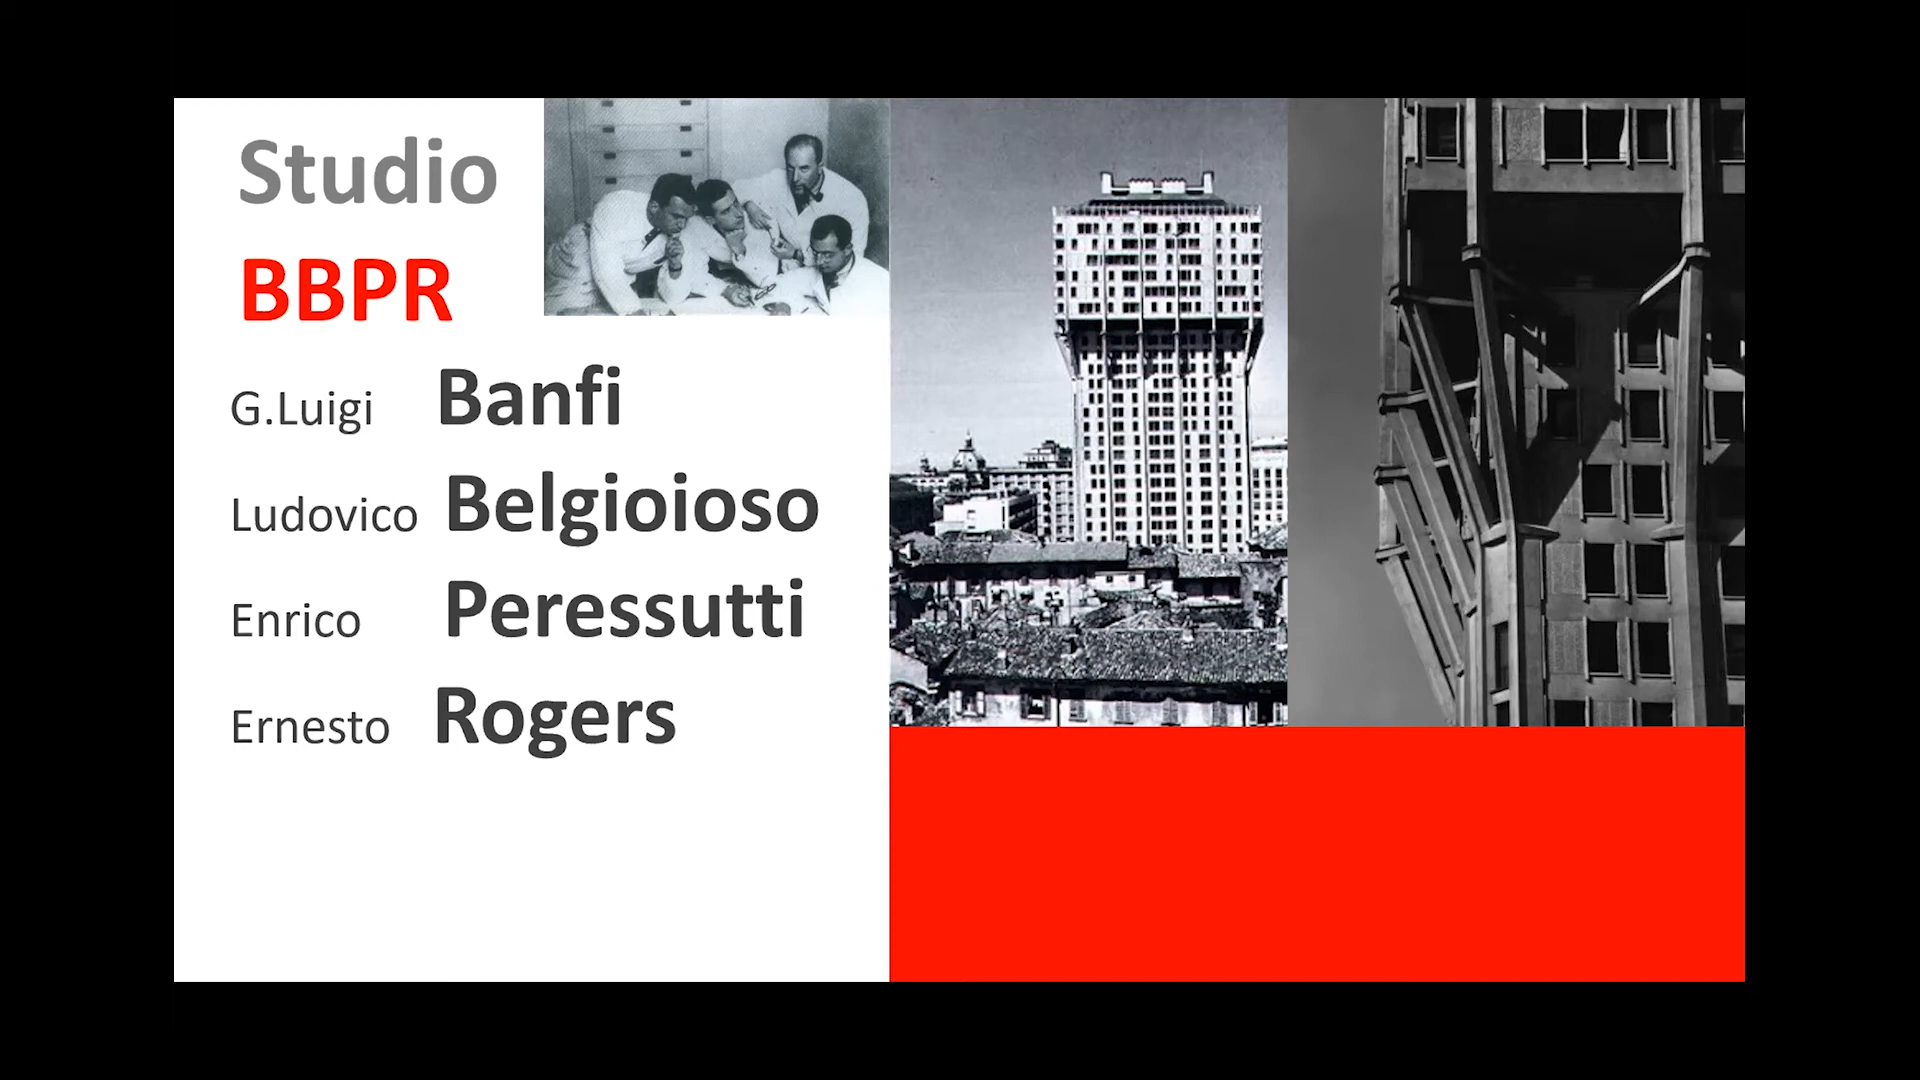 Studio
BBPR
G.Luigi Banfi
Ludovico Belgioioso
Enrico Peressutti
Ernesto Rogers